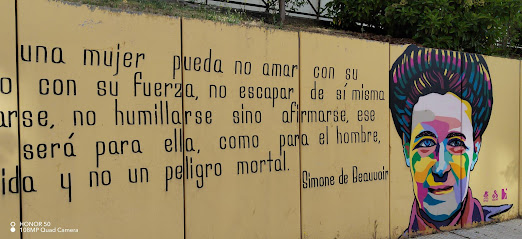 una mujer pueda no amar con su
o con su fuerza, no escapar de sí misma
arse, no humillarse sino afirmarse, ese
será para ella, como para el hombre,
ida y no un peligro mortal.
Simone de Beauvoir
HONOR 50
108MP Quad Camera